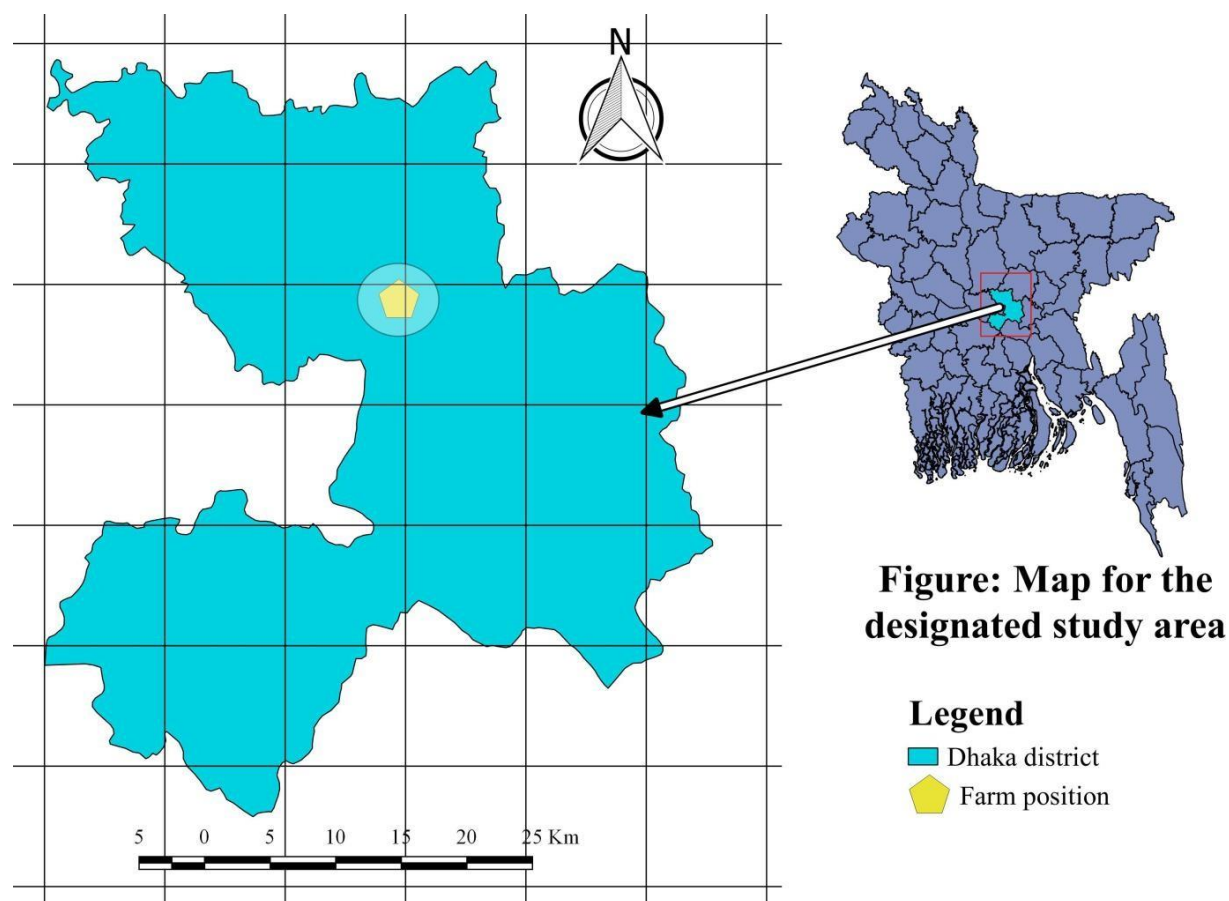 N
Figure: Map for the
designated study area
Legend
Dhaka district
Farm position
5 0 5 10 15 20 25 Km